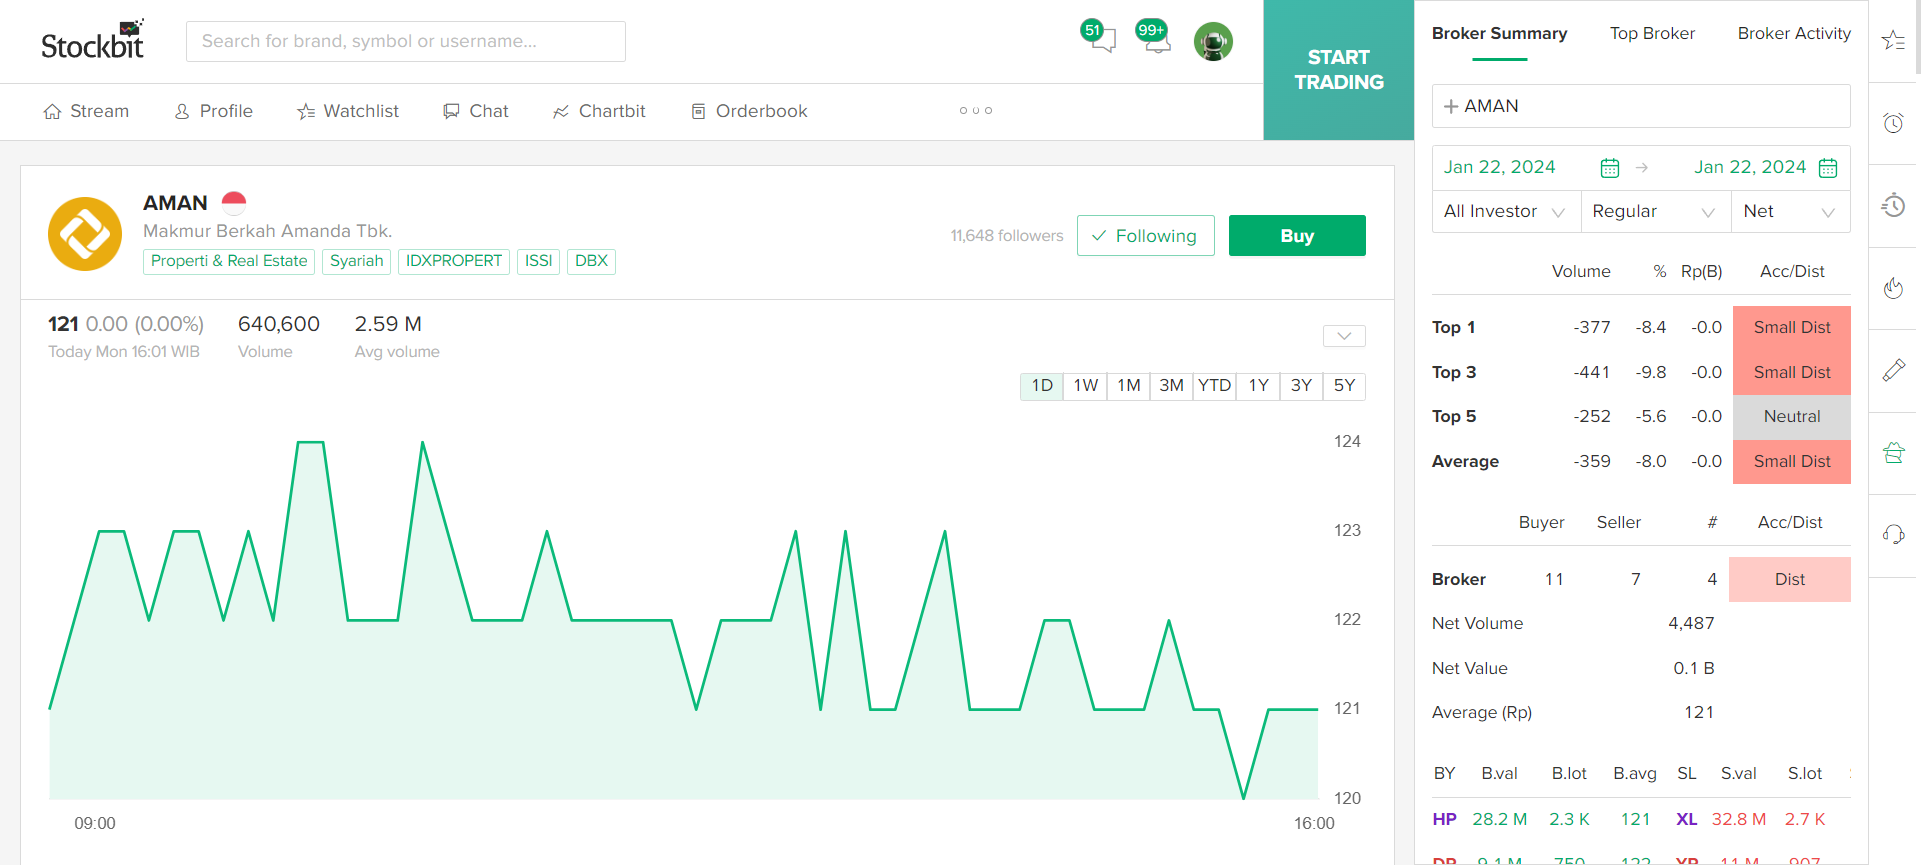 Stockbit
Search for brand, symbol or username...
51
99+
START
TRADING
Stream
Profile
Watchlist
Chat
Chartbit
Orderbook
AMAN
Makmur Berkah Amanda Tbk.
Properti & Real Estate
Syariah
IDXPROPERT
ISSI
DBX
11,648 followers
Following
Buy
121 0.00 (0.00%)
Today Mon 16:01 WIB
640,600
Volume
2.59 M
Avg volume
1D 1W 1M 3M YTD 1Y 3Y 5Y
124
123
122
121
120
09:00
16:00
Broker Summary Top Broker Broker Activity
+ AMAN
Jan 22, 2024 → Jan 22, 2024
All Investor Regular Net
Volume % Rp(B) Acc/Dist
Top 1 -377 -8.4 -0.0 Small Dist
Top 3 -441 -9.8 -0.0 Small Dist
Top 5 -252 -5.6 -0.0 Neutral
Average -359 -8.0 -0.0 Small Dist
Buyer Seller # Acc/Dist
Broker 11 7 4 Dist
Net Volume 4,487
Net Value 0.1 B
Average (Rp) 121
BY B.val B.lot B.avg SL S.val S.lot
HP 28.2 M 2.3 K 121 XL 32.8 M 2.7 K